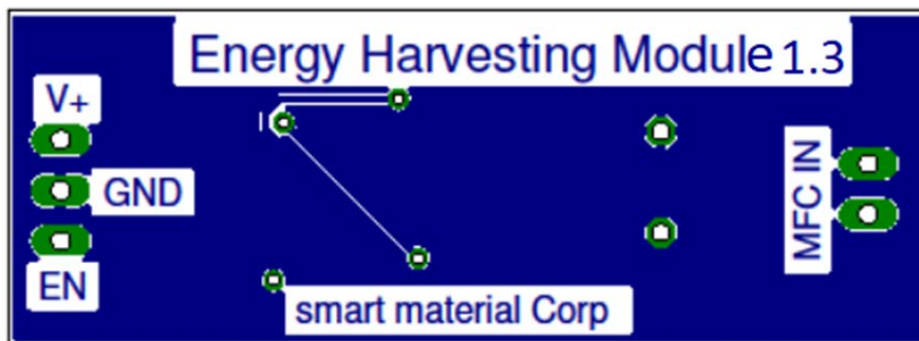 Energy Harvesting Module 1.3
V+
GND
EN
MFC IN
smart material Corp